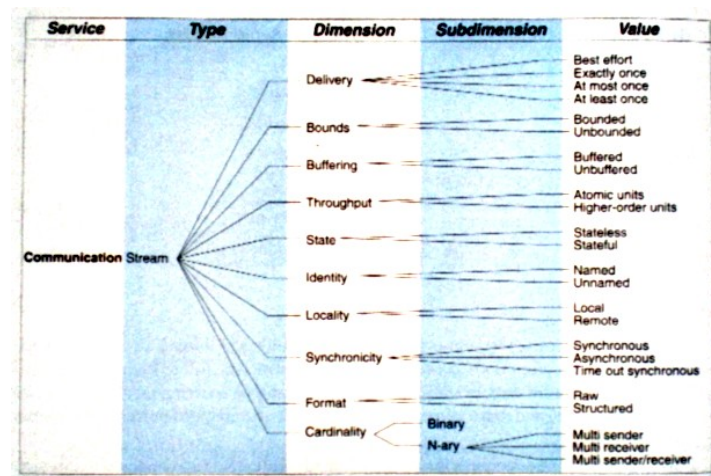 Service Type Dimension Subdimension Value
Best effort
Exactly once
Delivery
At most once
At least once
Bounded
Bounds
Unbounded
Buffered
Buffering
Unbuffered
Atomic units
Throughput
Higher-order units
Stateless
State
Stateful
Communication Stream
Named
Identity
Unnamed
Local
Locality
Remote
Synchronous
Synchronicity
Asynchronous
Time out synchronous
Raw
Format
Structured
Binary
Cardinality
N-ary
Multi sender
Multi receiver
Multi sender/receiver